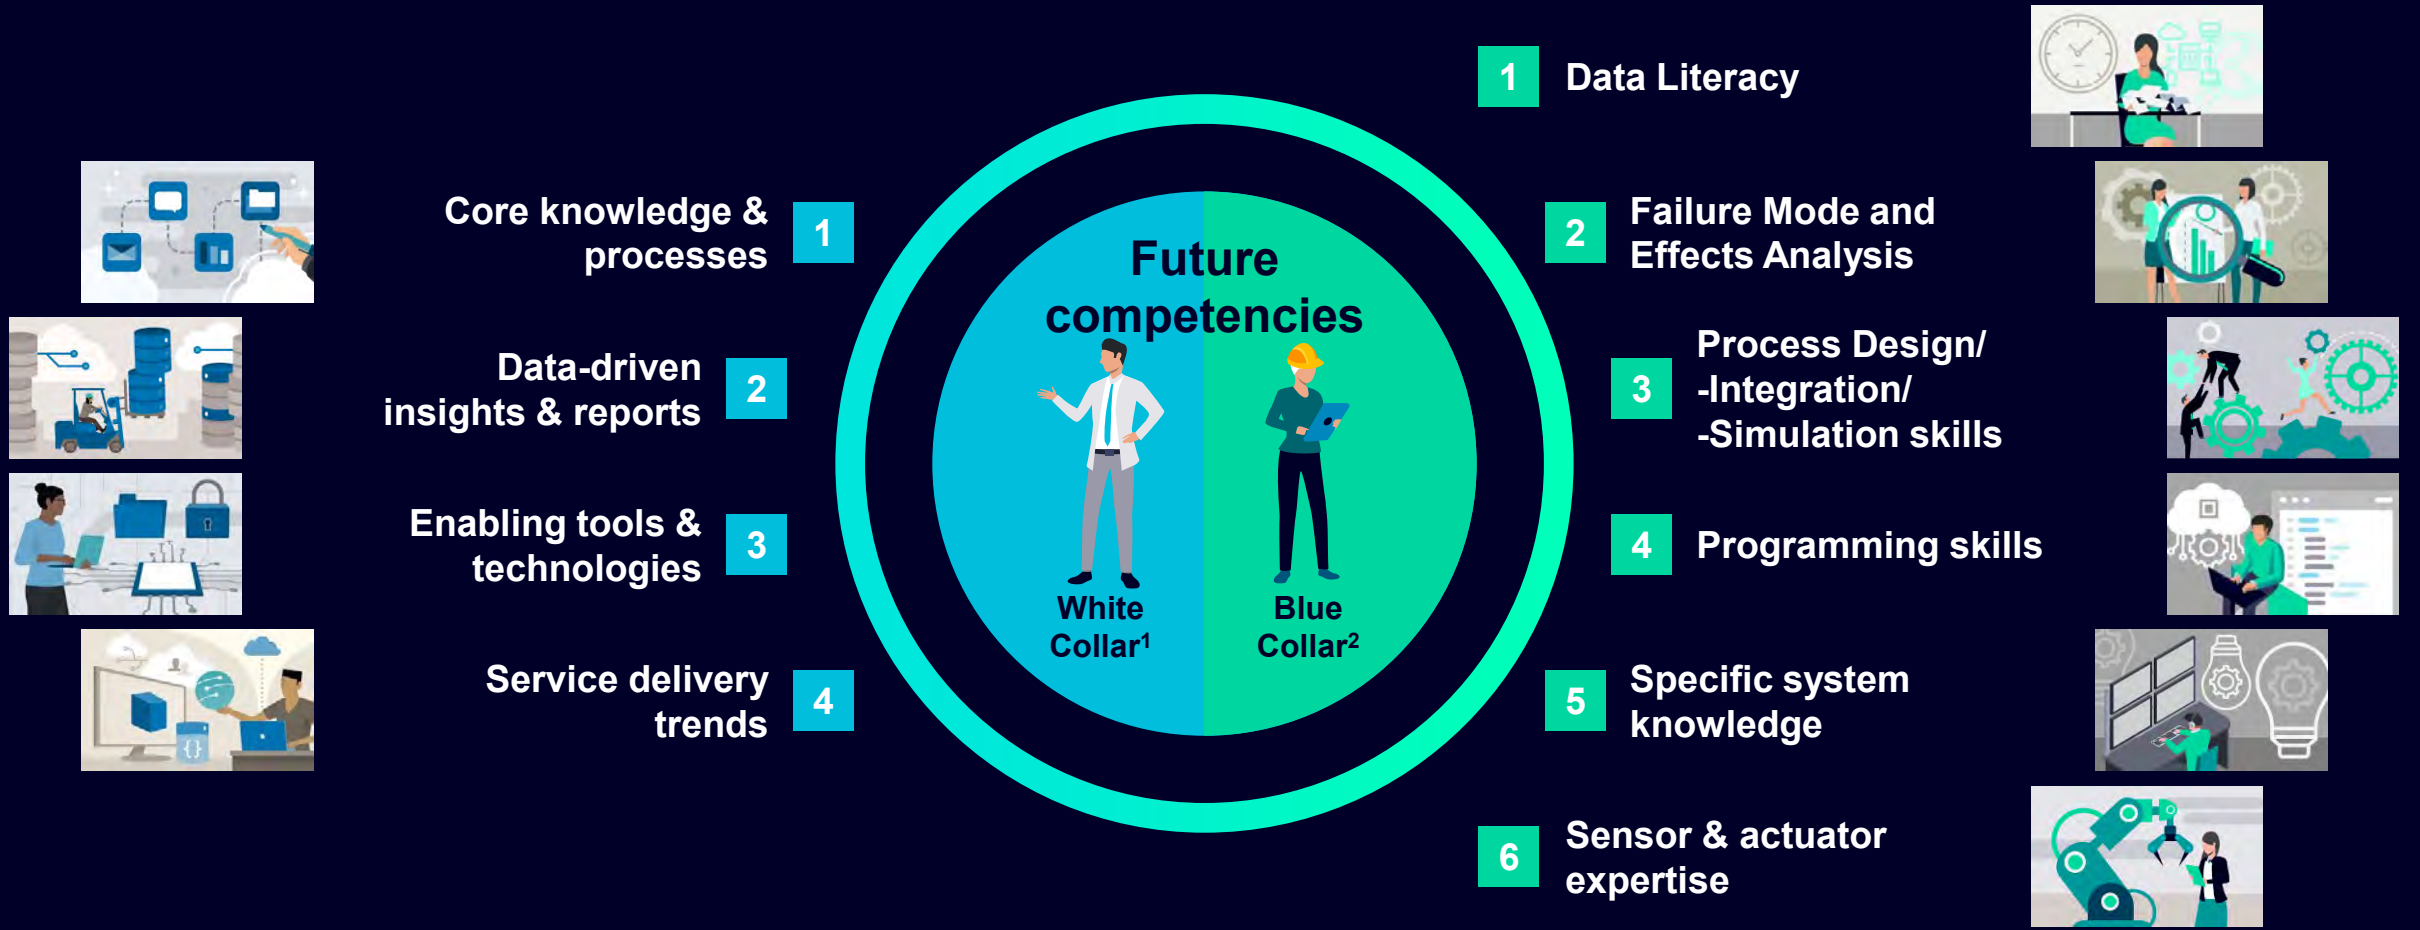 Future
competencies
White
Collar¹
Blue
Collar²
1
Core knowledge &
processes
2
Data-driven
insights & reports
3
Enabling tools &
technologies
4
Service delivery
trends
1
Data Literacy
2
Failure Mode and
Effects Analysis
3
Process Design/
-Integration/
-Simulation skills
4
Programming skills
5
Specific system
knowledge
6
Sensor & actuator
expertise